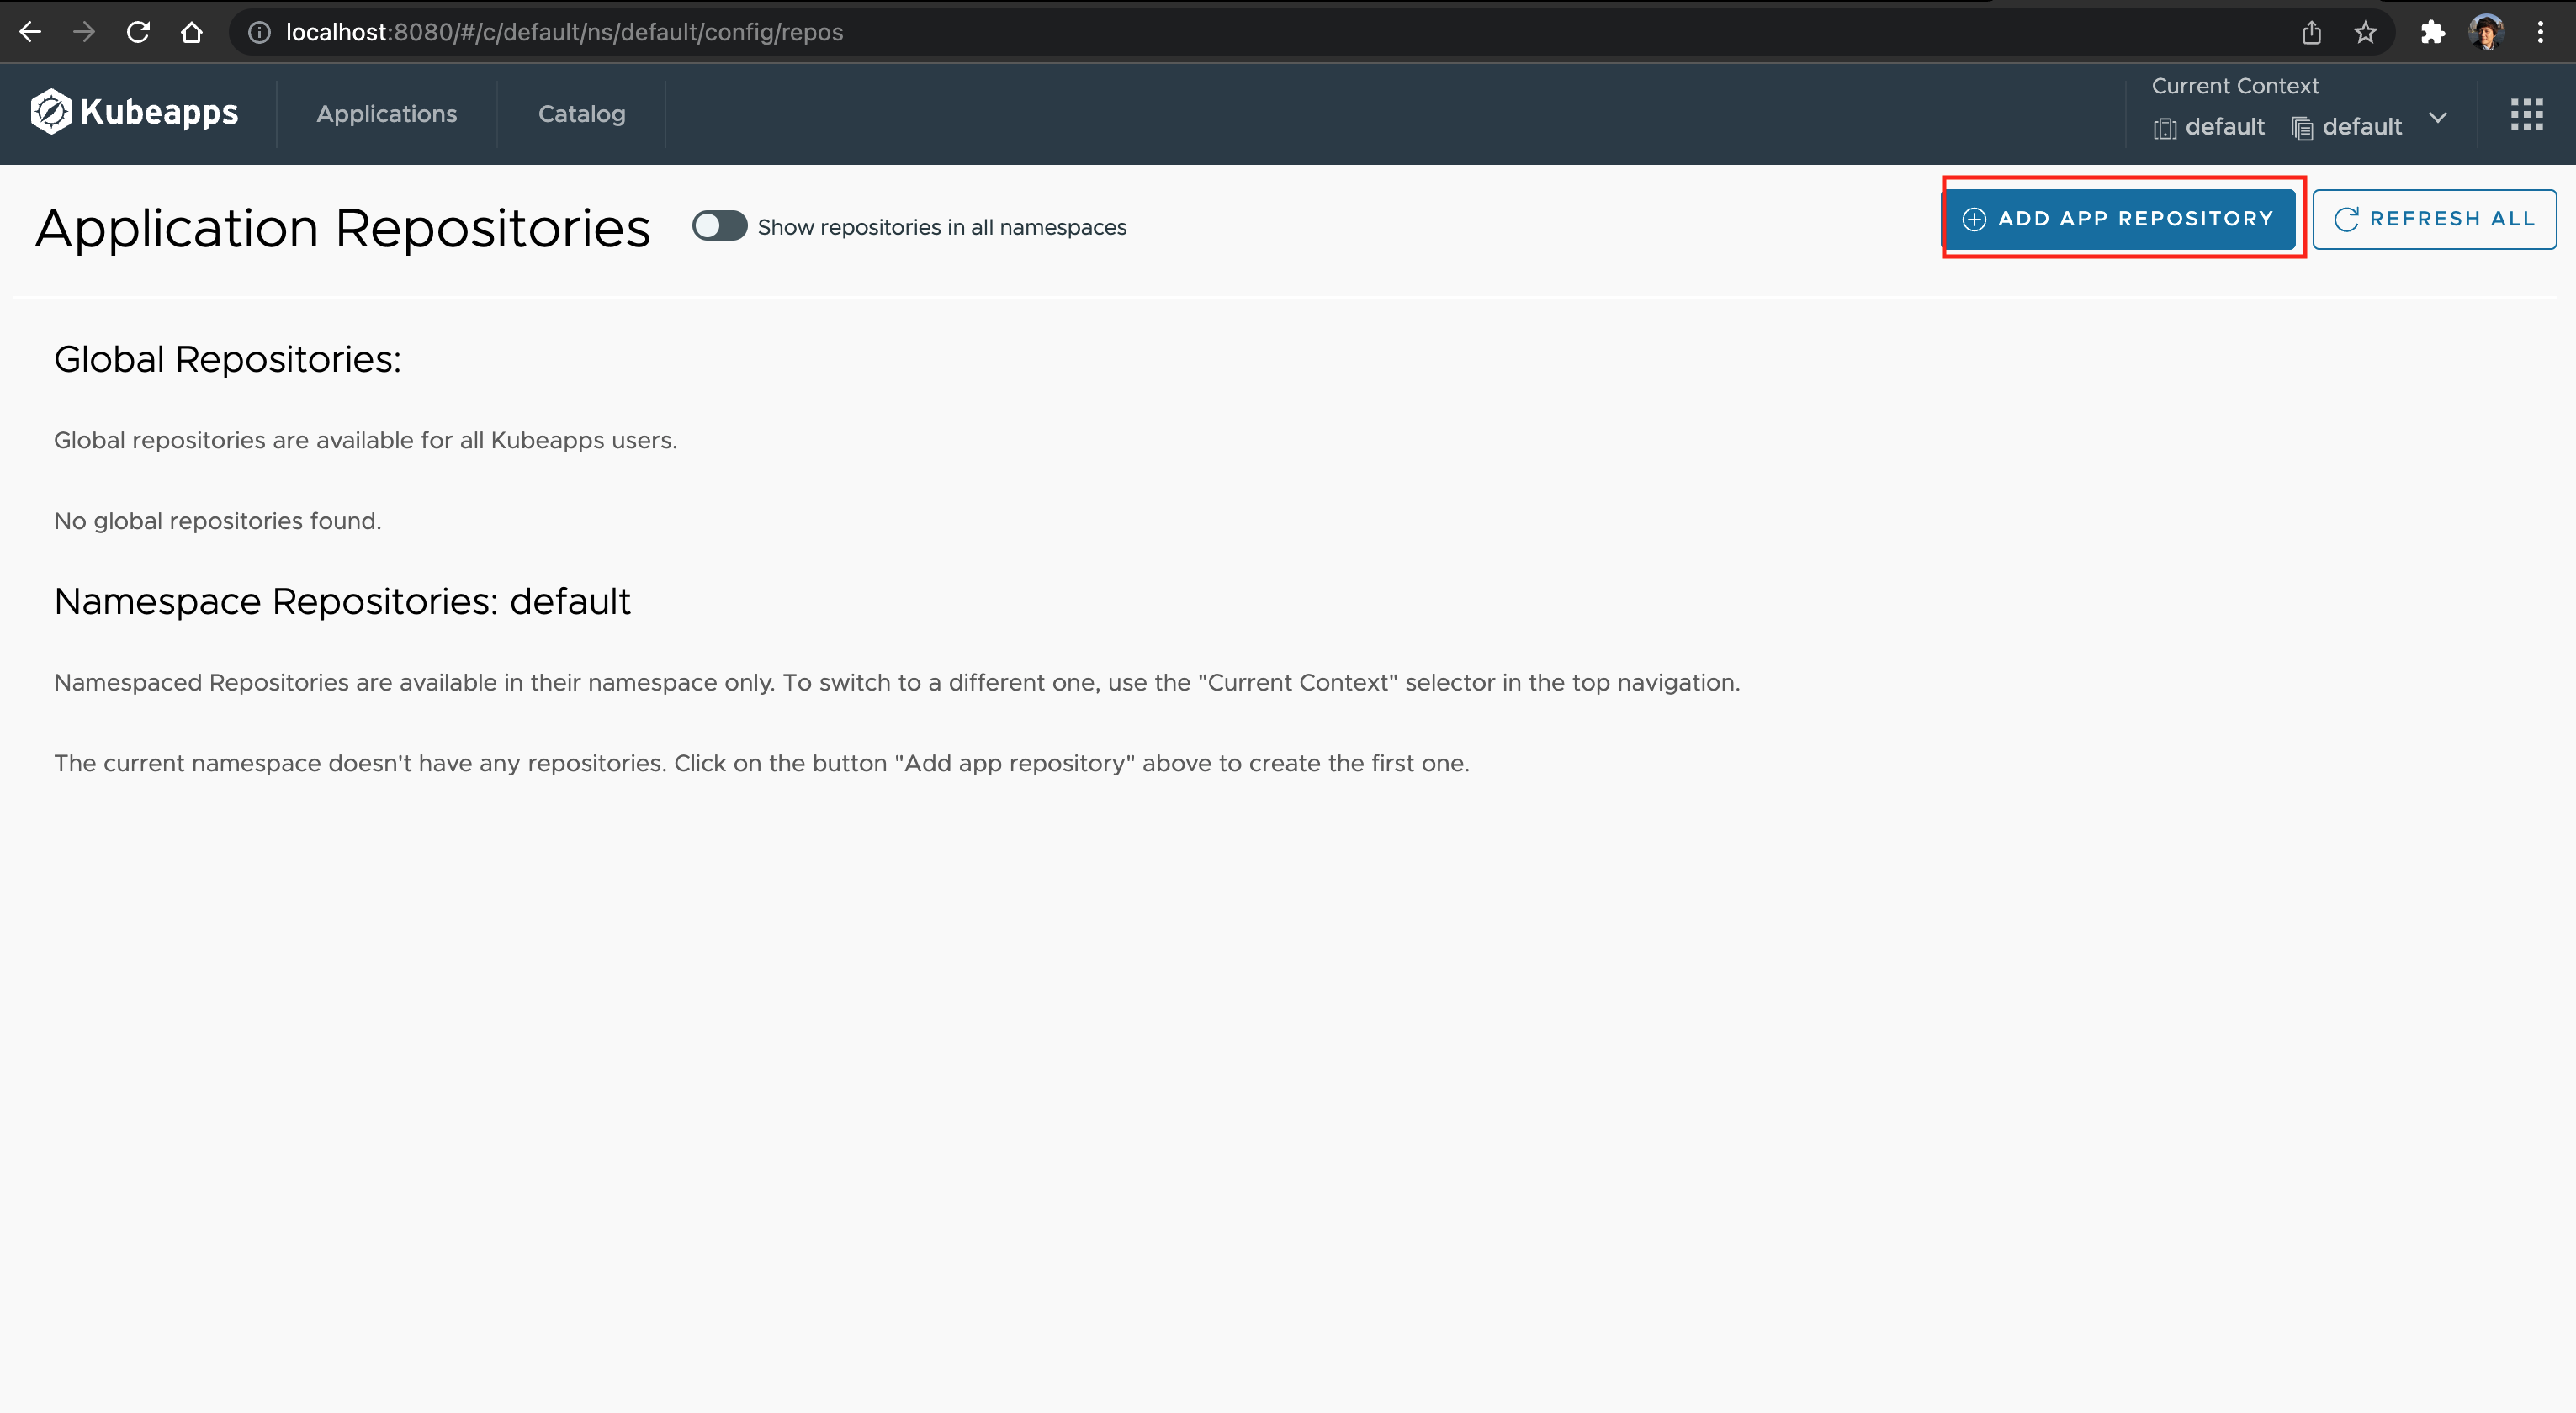 localhost:8080/#/c/default/ns/default/config/repos
Kubeapps
Applications
Catalog
Current Context
default default
Application Repositories
Show repositories in all namespaces
ADD APP REPOSITORY
REFRESH ALL
Global Repositories:
Global repositories are available for all Kubeapps users.
No global repositories found.
Namespace Repositories: default
Namespaced Repositories are available in their namespace only. To switch to a different one, use the "Current Context" selector in the top navigation.
The current namespace doesn't have any repositories. Click on the button "Add app repository" above to create the first one.